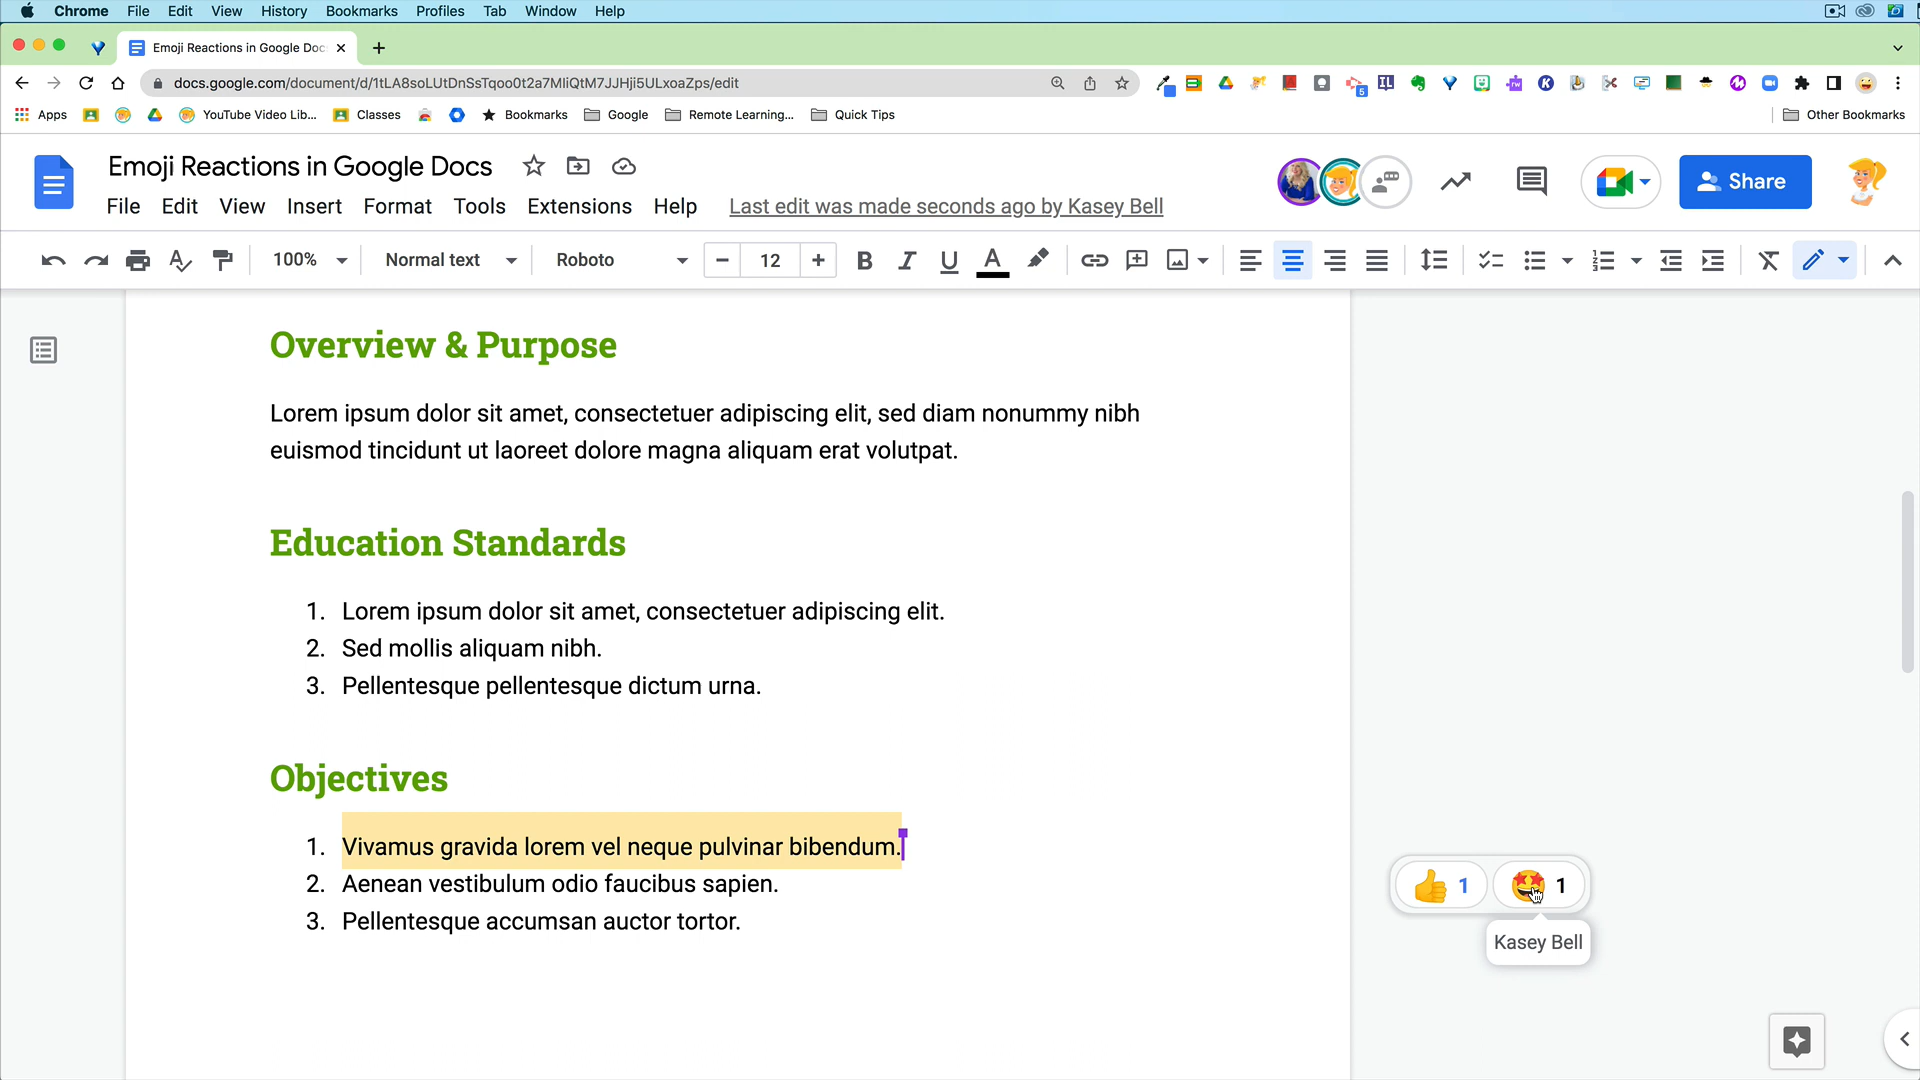 Chrome File Edit View History Bookmarks Profiles Tab Window Help
Emoji Reactions in Google Doc
docs.google.com/document/d/1tLA8soLUtDnSsTqoo0t2a7MliQtM7JJHji5ULxoaZps/edit
5 IL rw K
Apps YouTube Video Lib... Classes Bookmarks Google Remote Learning... Quick Tips Other Bookmarks
Emoji Reactions in Google Docs
Share
File Edit View Insert Format Tools Extensions Help Last edit was made seconds ago by Kasey Bell
100% Normal text Roboto 12 B I U A
Overview & Purpose
Lorem ipsum dolor sit amet, consectetuer adipiscing elit, sed diam nonummy nibh
euismod tincidunt ut laoreet dolore magna aliquam erat volutpat.
Education Standards
1. Lorem ipsum dolor sit amet, consectetuer adipiscing elit.
2. Sed mollis aliquam nibh.
3. Pellentesque pellentesque dictum urna.
Objectives
1. Vivamus gravida lorem vel neque pulvinar bibendum.
2. Aenean vestibulum odio faucibus sapien.
3. Pellentesque accumsan auctor tortor.
1 1
Kasey Bell